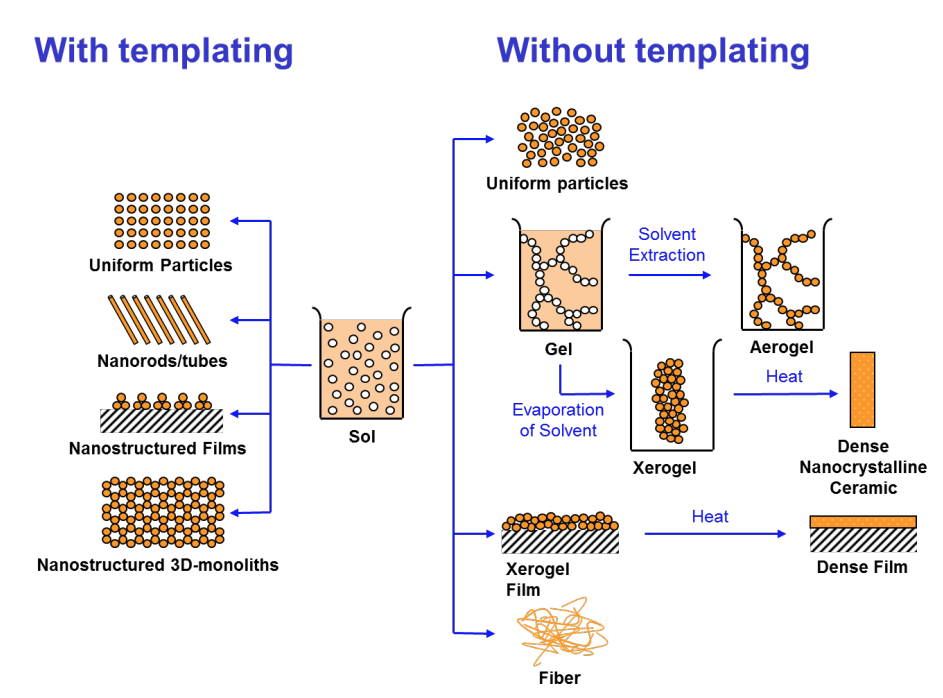 With templating
Without templating
Uniform particles
Uniform Particles
Solvent
Extraction
Gel
Aerogel
Nanorods/tubes
Heat
Evaporation
of Solvent
Sol
Xerogel
Dense
Nanocrystalline
Ceramic
Nanostructured Films
Heat
Nanostructured 3D-monoliths
Xerogel
Film
Dense Film
Fiber